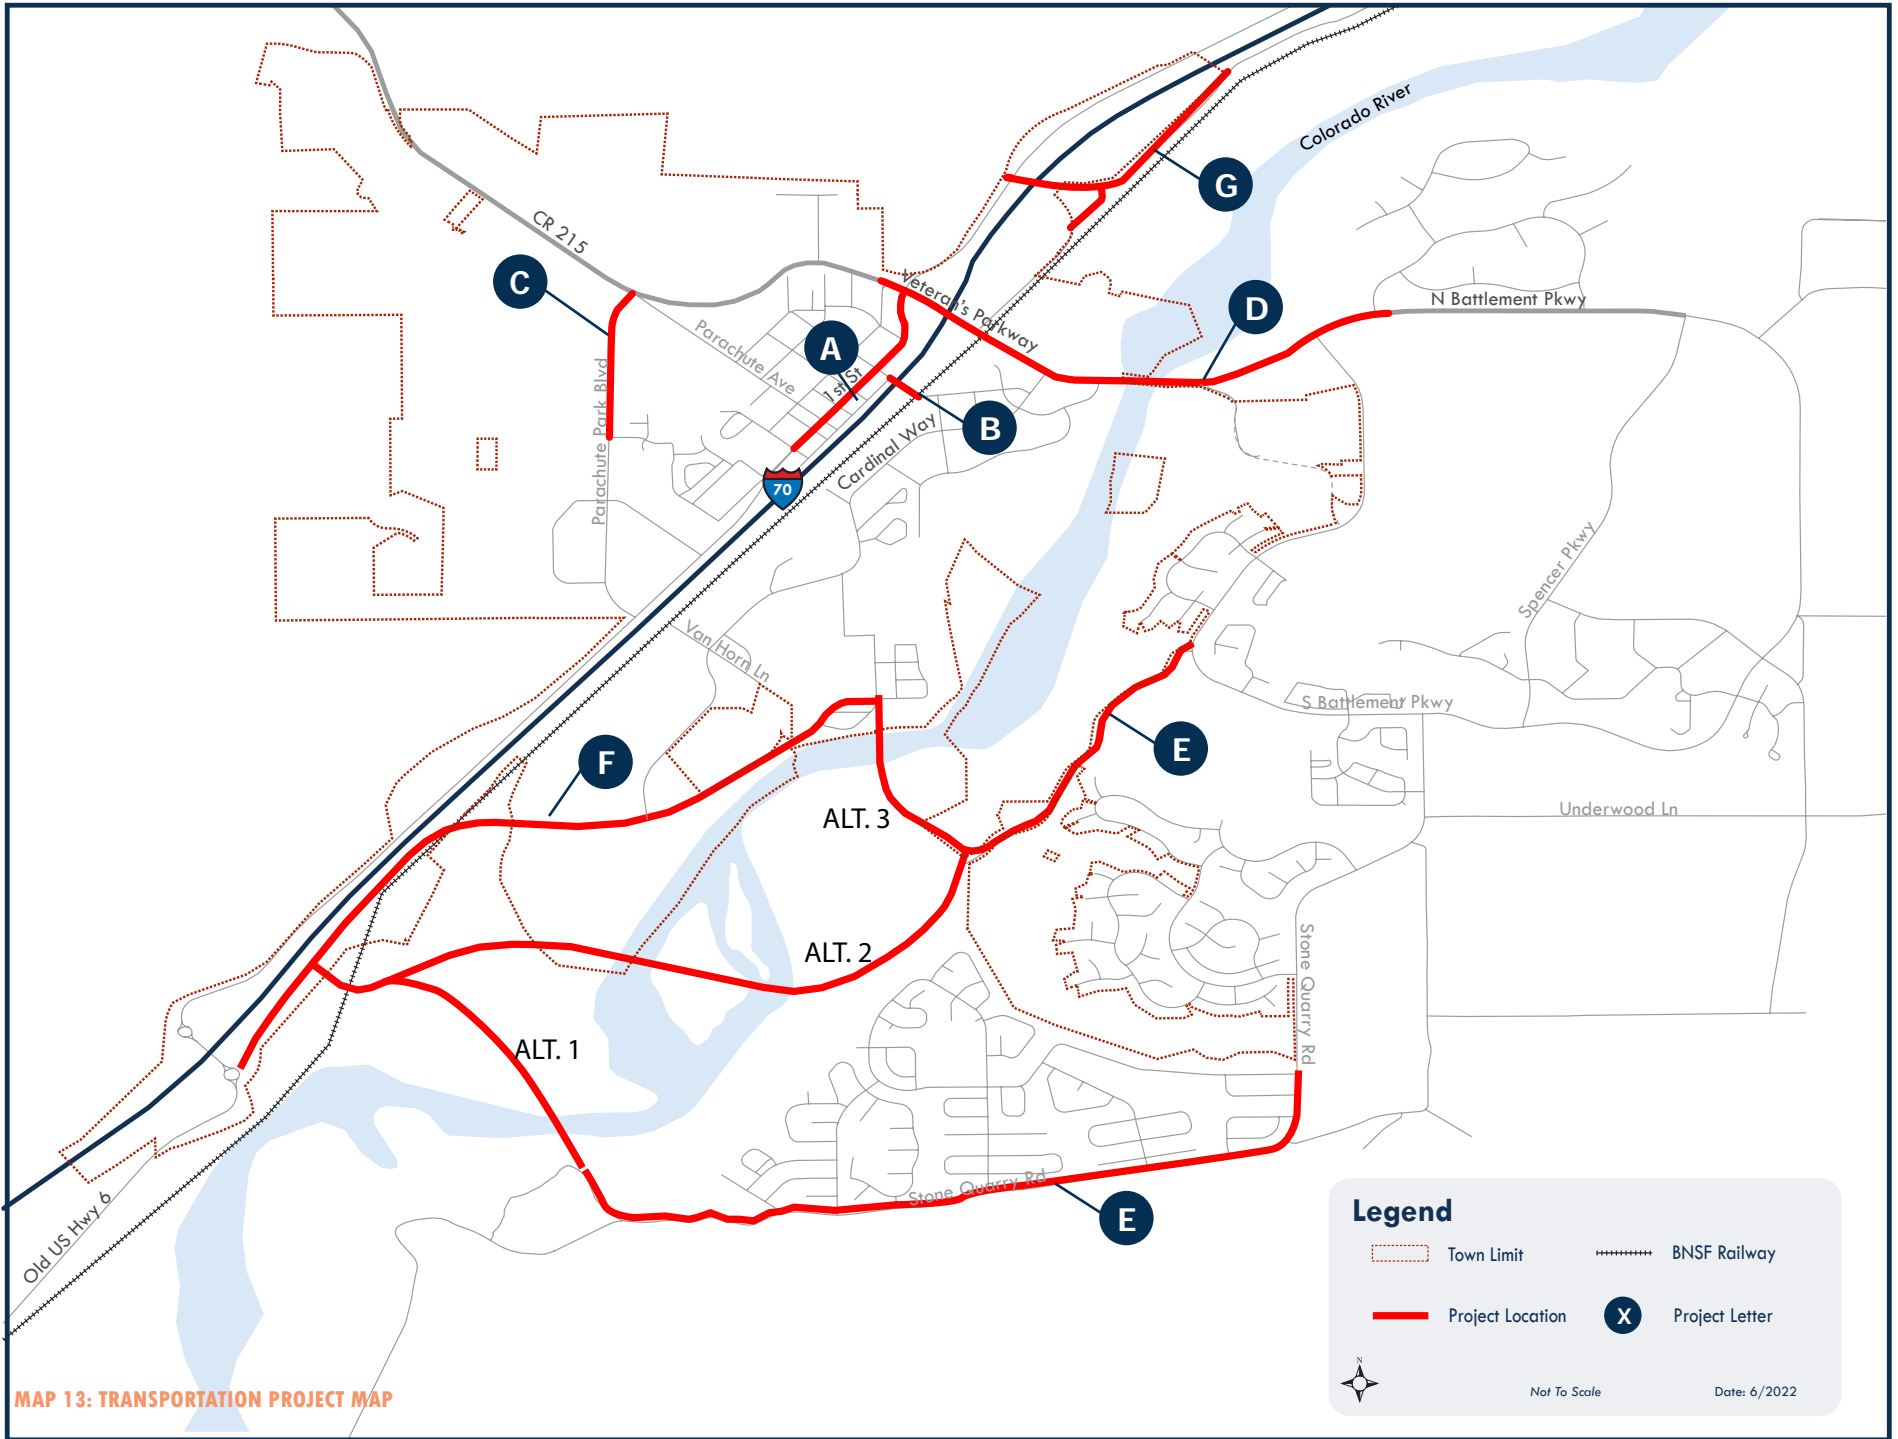 Colorado River
G
CR 215
C
Veteran's Parkway
D
N Battlement Pkwy
Parachute Ave
A
1st St
B
Parachute Park Blvd
Cardinal Way
70
Spencer Pkwy
Van Horn Ln
S Battlement Pkwy
E
F
ALT. 3
Underwood Ln
ALT. 2
Stone Quarry Rd
ALT. 1
Stone Quarry Rd
E
Old US Hwy 6
Legend
Town Limit
BNSF Railway
Project Location
X
Project Letter
N
Not To Scale
Date: 6/2022
MAP 13: TRANSPORTATION PROJECT MAP